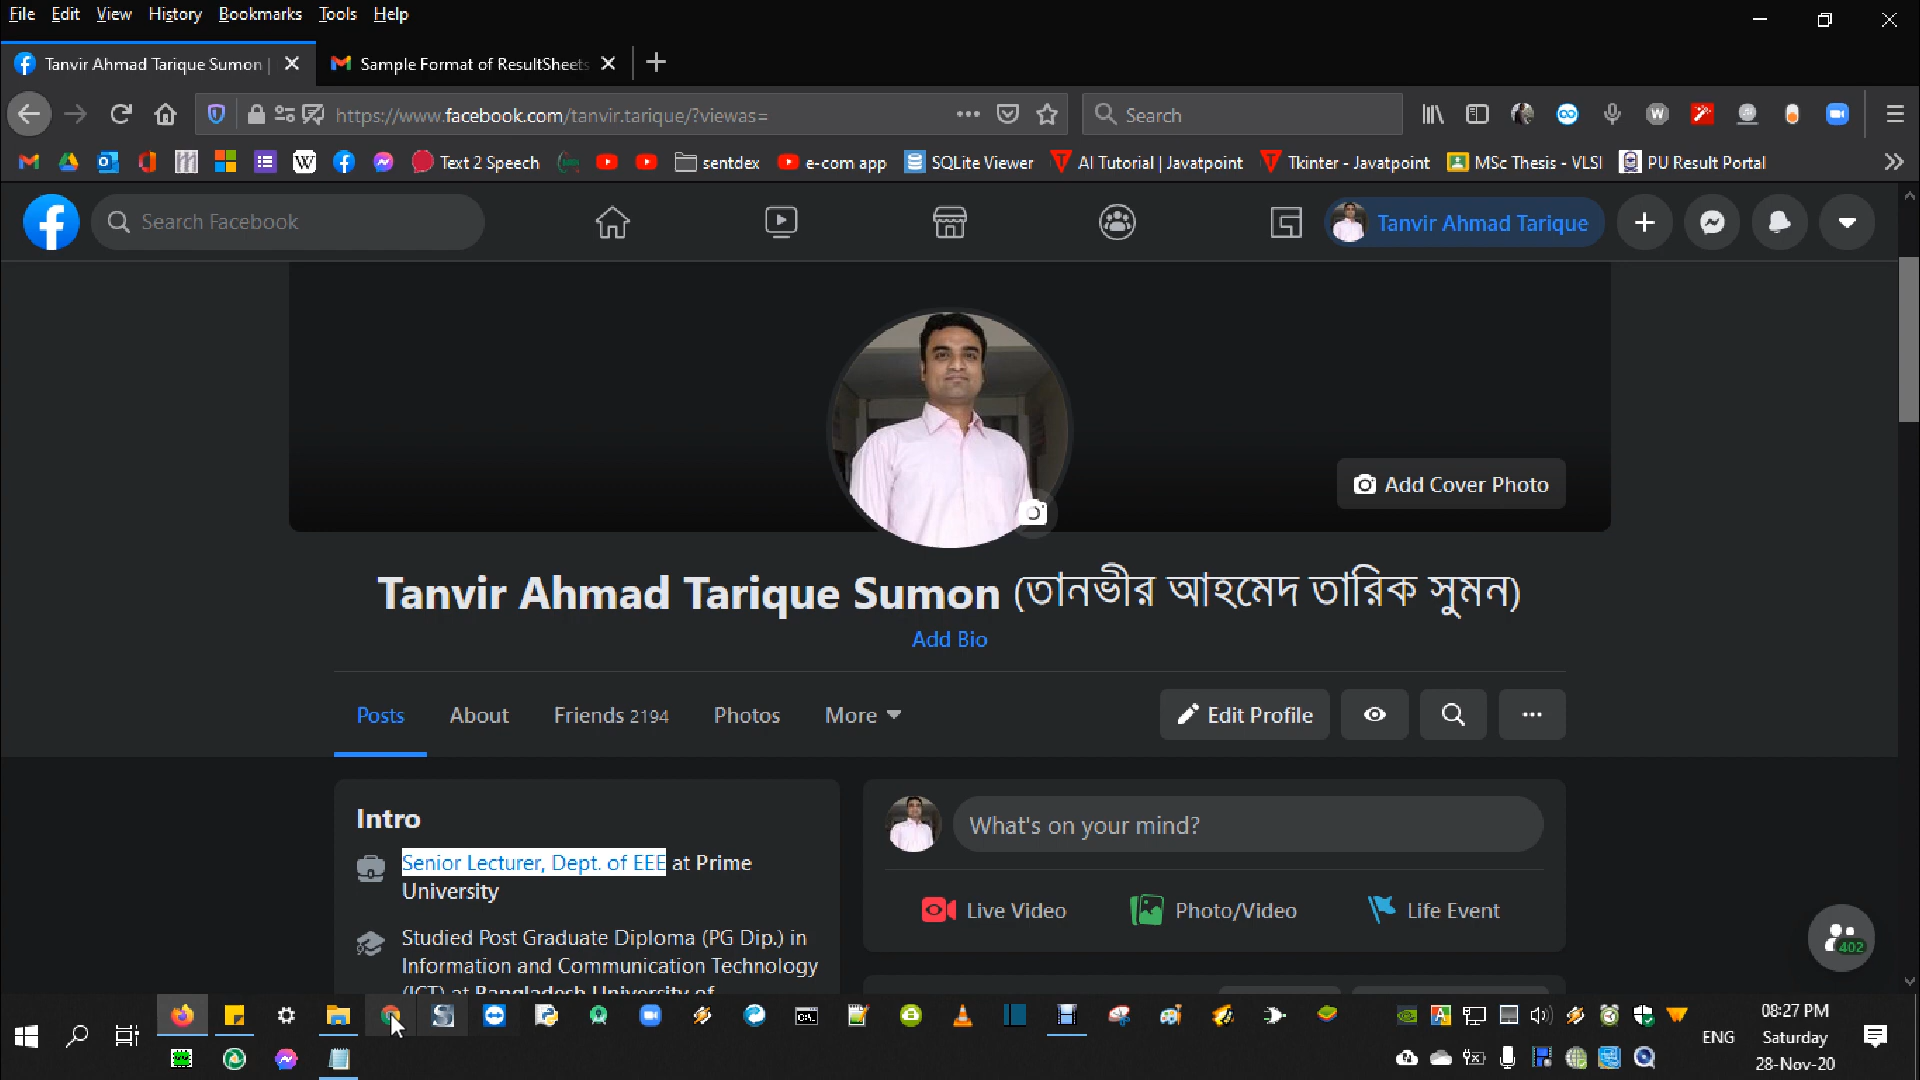 File Edit View History Bookmarks Tools Help
Tanvir Ahmad Tarique Sumon |
Sample Format of ResultSheets
https://www.facebook.com/tanvir.tarique/?viewas=
Search
Text 2 Speech
sentdex
e-com app
SQLite Viewer
AI Tutorial | Javatpoint
Tkinter - Javatpoint
MSc Thesis - VLSI
PU Result Portal
Search Facebook
Tanvir Ahmad Tarique
Add Cover Photo
Tanvir Ahmad Tarique Sumon (তানভীর আহমেদ তারিক সুমন)
Add Bio
Posts About Friends 2194 Photos More
Edit Profile
Intro
Senior Lecturer, Dept. of EEE at Prime
University
Studied Post Graduate Diploma (PG Dip.) in
Information and Communication Technology
(ICT) at Bangladesh University of
What's on your mind?
Live Video Photo/Video Life Event
402
ENG
08:27 PM
Saturday
28-Nov-20